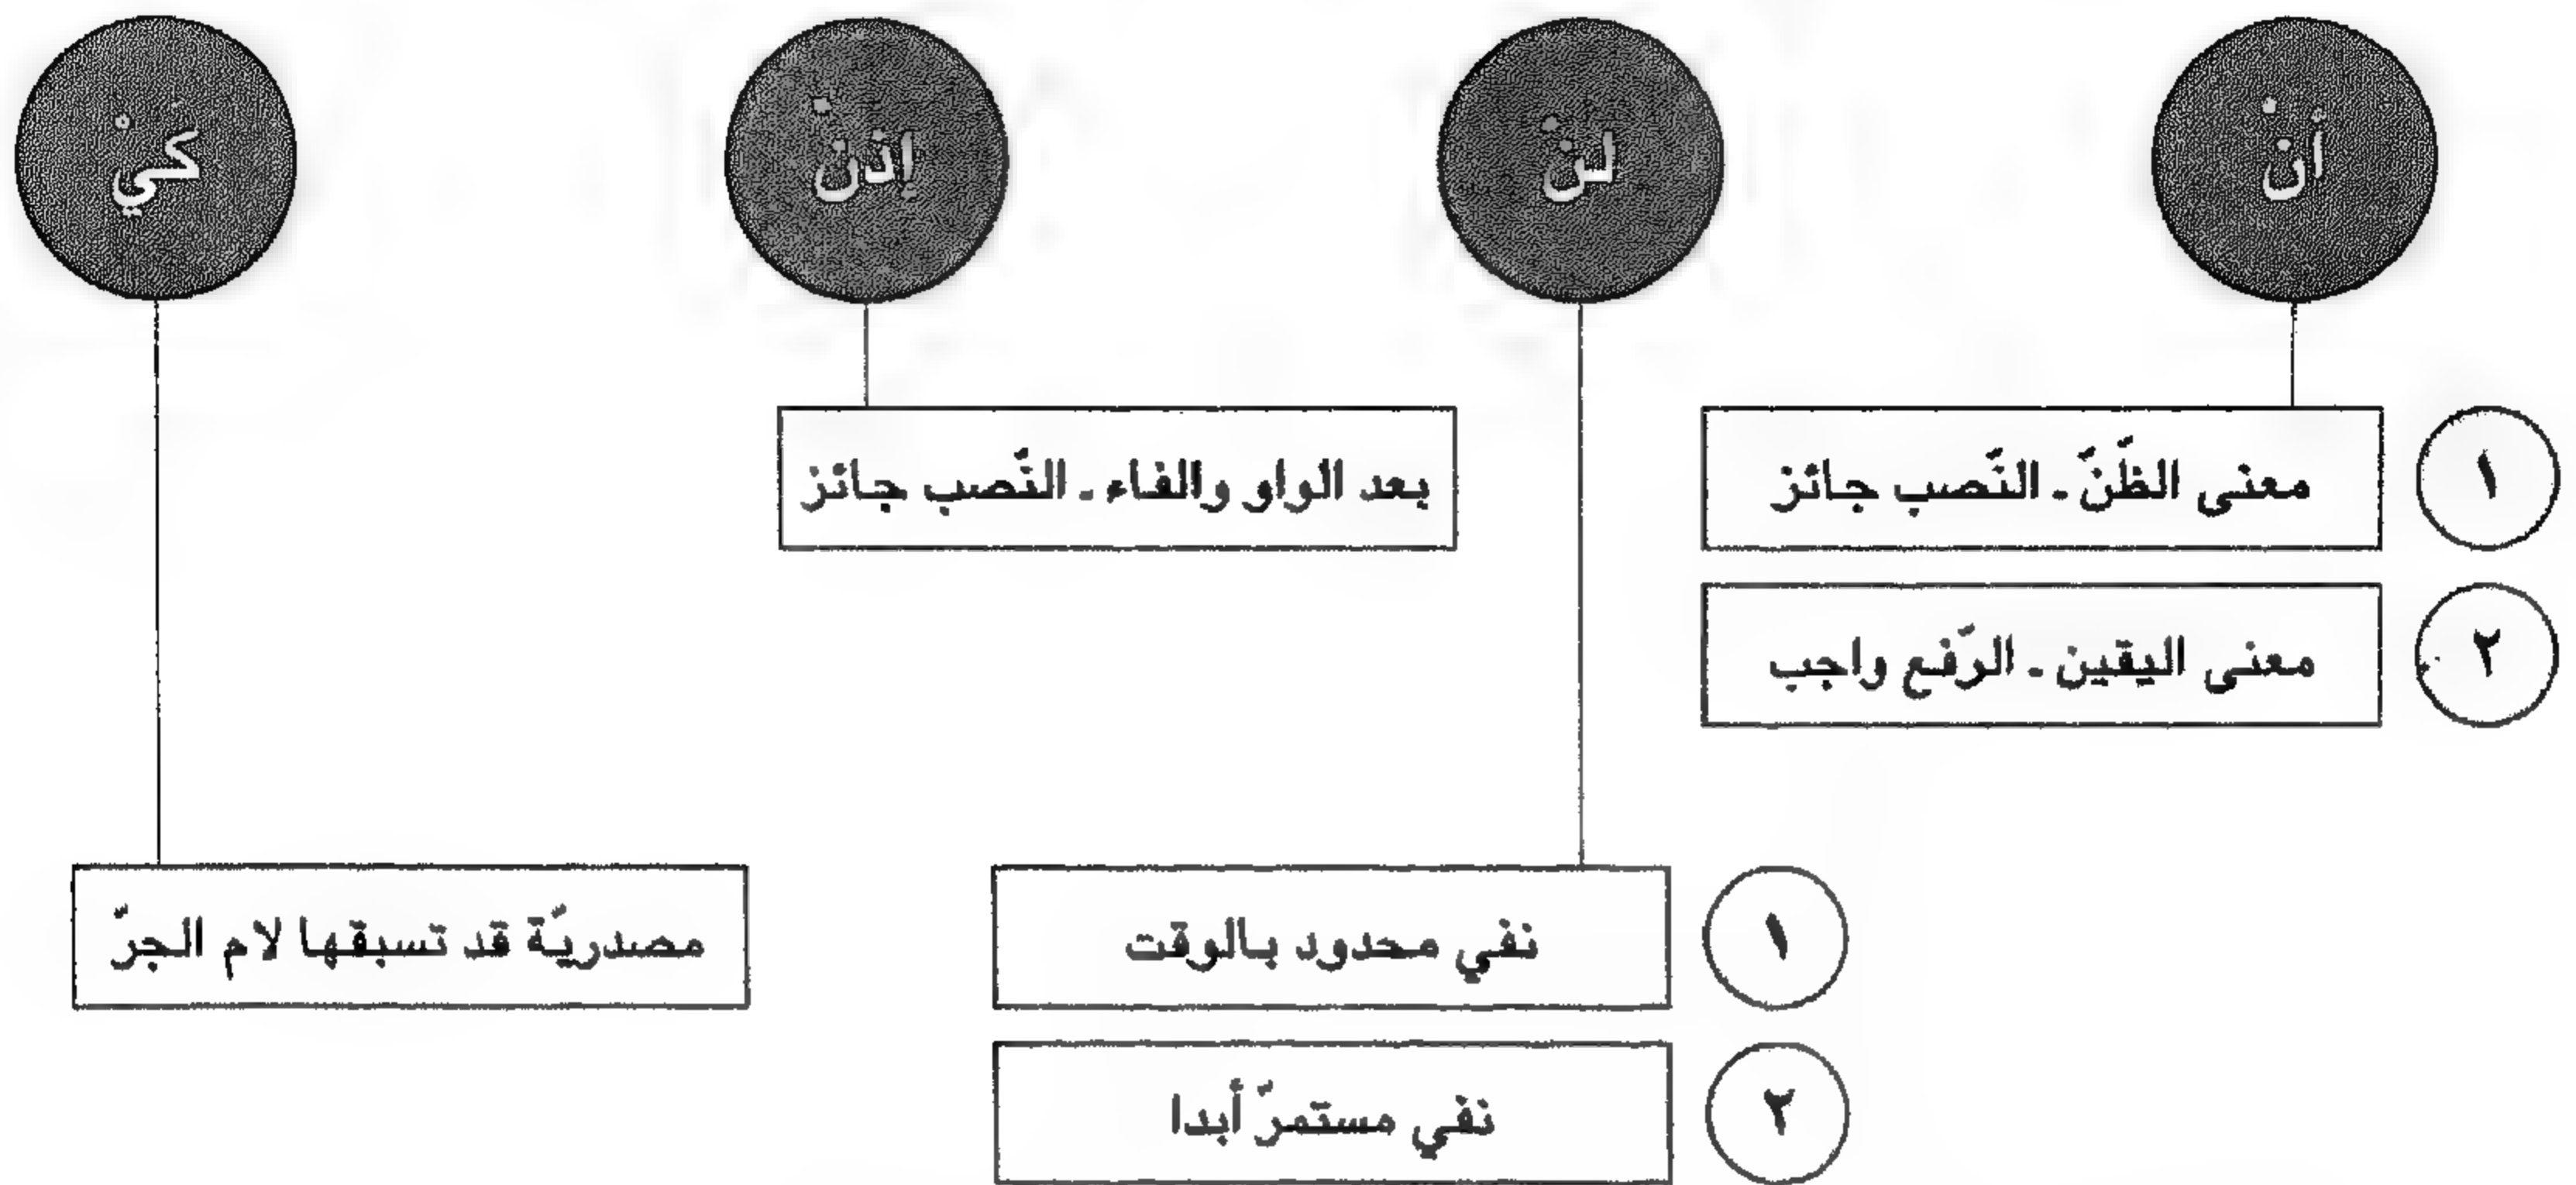 أنْ
لنْ
إذنْ
كيْ
١
معنى الظّنّ ـ النّصب جائز
بعد الواو والفاء ـ النّصب جائز
٢
معنى اليقين ـ الرّفع واجب
١
نفي محدود بالوقت
مصدريّة قد تسبقها لام الجرّ
٢
نفي مستمرّ أبدا